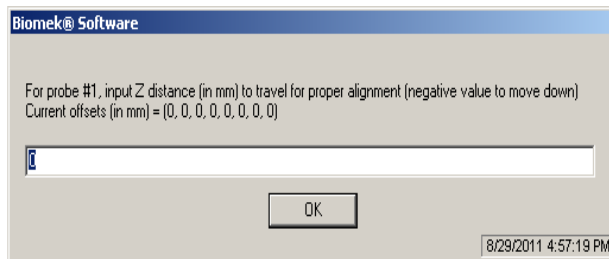 Biomek® Software
For probe #1, input Z distance (in mm) to travel for proper alignment (negative value to move down)
Current offsets (in mm) = (0, 0, 0, 0, 0, 0, 0, 0)
0
OK
8/29/2011 4:57:19 PM